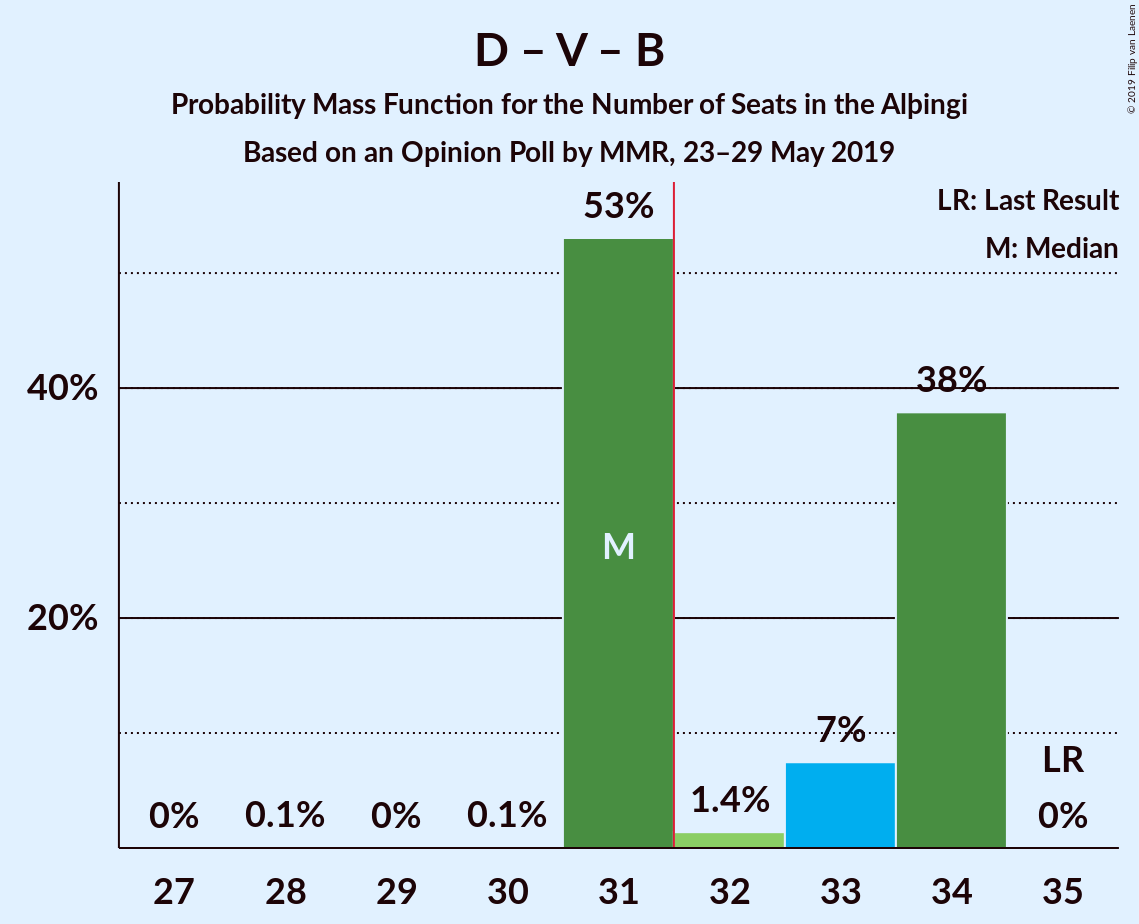 D – V – B
Probability Mass Function for the Number of Seats in the Alþingi
Based on an Opinion Poll by MMR, 23–29 May 2019
© 2019 Filip van Laenen
LR: Last Result
M: Median
53%
40%
38%
M
20%
7%
LR
1.4%
0% 0.1% 0% 0.1% 0%
27 28 29 30 31 32 33 34 35